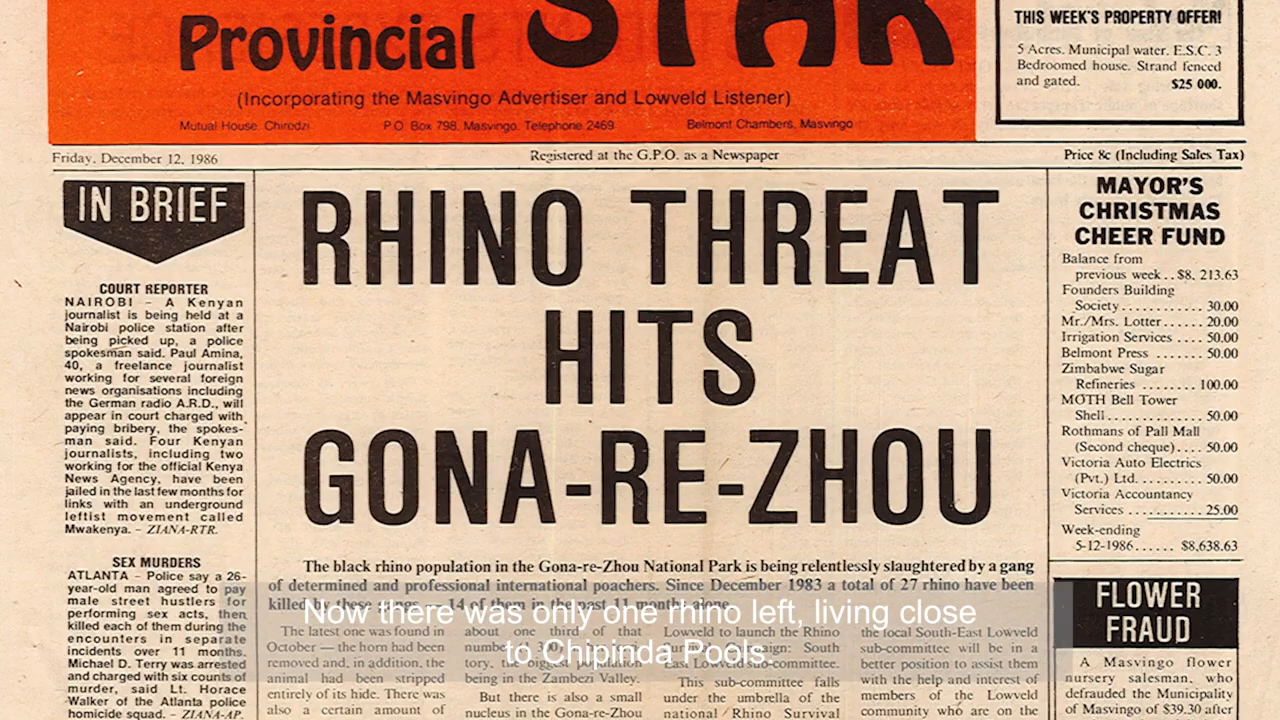 Provincial STAR
(Incorporating the Masvingo Advertiser and Lowveld Listener)
Mutual House, Chiredzi
P.O. Box 798, Masvingo. Telephone 2469
Belmont Chambers, Masvingo
THIS WEEK'S PROPERTY OFFER!
5 Acres. Municipal water. E.S.C. 3
Bedroomed house. Strand fenced
and gated. $25 000.
Friday, December 12, 1986
Registered at the G.P.O. as a Newspaper
Price 8c (Including Sales Tax)
IN BRIEF
COURT REPORTER
NAIROBI – A Kenyan
journalist is being held at a
Nairobi police station after
being picked up, a police
spokesman said. Paul Amina,
40, a freelance journalist
working for several foreign
news organisations including
the German radio A.R.D., will
appear in court charged with
paying bribery, the spokes-
man said. Four Kenyan
journalists, including two
working for the official Kenya
News Agency, have been
jailed in the last few months for
links with an underground
leftist movement called
Mwakenya. – ZIANA-RTR.
SEX MURDERS
ATLANTA – Police say a 26-
year-old man agreed to pay
male street hustlers for
performing sex acts, then
killed each of them during the
encounters in separate
incidents over 11 months.
Michael D. Terry was arrested
and charged with six counts of
murder, said Lt. Horace
Walker of the Atlanta police
homicide squad. – ZIANA-AP.
RHINO THREAT
HITS
GONA-RE-ZHOU
The black rhino population in the Gona-re-Zhou National Park is being relentlessly slaughtered by a gang
of determined and professional international poachers. Since December 1983 a total of 27 rhino have been
killed by these gangs – 14 of them in the past 11 months alone.
The latest one was found in
October — the horn had been
removed and, in addition, the
animal had been stripped
entirely of its hide. There was
also a certain amount of
about one third of that
tory, the biggest population
being in the Zambezi Valley.
But there is also a small
nucleus in the Gona-re-Zhou
Lowveld to launch the Rhino
Survival Campaign: South
East Lowveld sub-committee.
This sub-committee falls
under the umbrella of the
national Rhino Survival
the local South-East Lowveld
sub-committee will be in a
better position to assist them
with the help and interest of
members of the Lowveld
community who are on the
MAYOR'S
CHRISTMAS
CHEER FUND
Balance from
previous week . . $8, 213.63
Founders Building
Society . . . . . . . . . . . . 30.00
Mr./Mrs. Lotter . . . . . . 20.00
Irrigation Services . . . . 50.00
Belmont Press . . . . . . . 50.00
Zimbabwe Sugar
Refineries . . . . . . . . 100.00
MOTH Bell Tower
Shell . . . . . . . . . . . . . . 50.00
Rothmans of Pall Mall
(Second cheque) . . . . 50.00
Victoria Auto Electrics
(Pvt.) Ltd. . . . . . . . . . . 50.00
Victoria Accountancy
Services . . . . . . . . . . . 25.00
Week-ending
5-12-1986 . . . . . . $8,638.63
FLOWER
FRAUD
A Masvingo flower
nursery salesman, who
defrauded the Municipality
of Masvingo of $39.30 after
Now there was only one rhino left, living close
to Chipinda Pools.